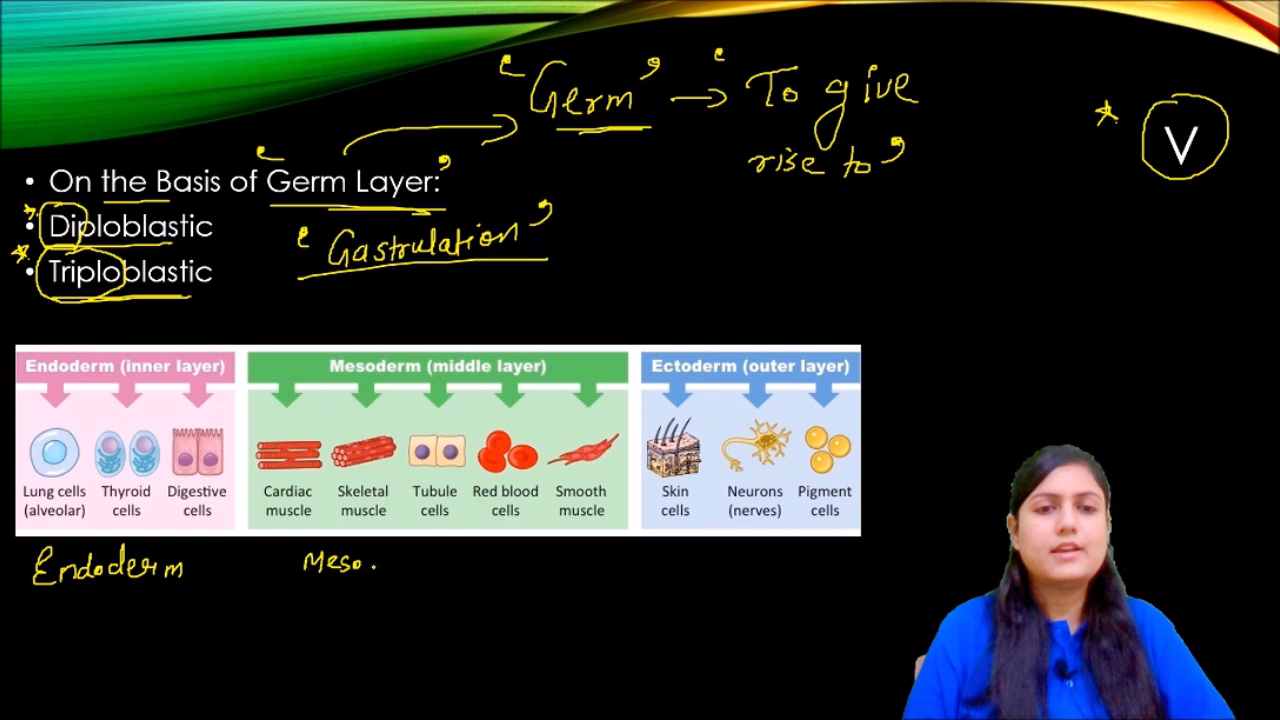 ‘Germ’ → ‘To give
rise to’
* V
• On the Basis of ‘Germ Layer:’
• Diploblastic
‘Gastrulation’
• Triploblastic
Endoderm (inner layer)
Mesoderm (middle layer)
Ectoderm (outer layer)
Lung cells
(alveolar)
Thyroid
cells
Digestive
cells
Cardiac
muscle
Skeletal
muscle
Tubule
cells
Red blood
cells
Smooth
muscle
Skin
cells
Neurons
(nerves)
Pigment
cells
Endoderm
Meso.